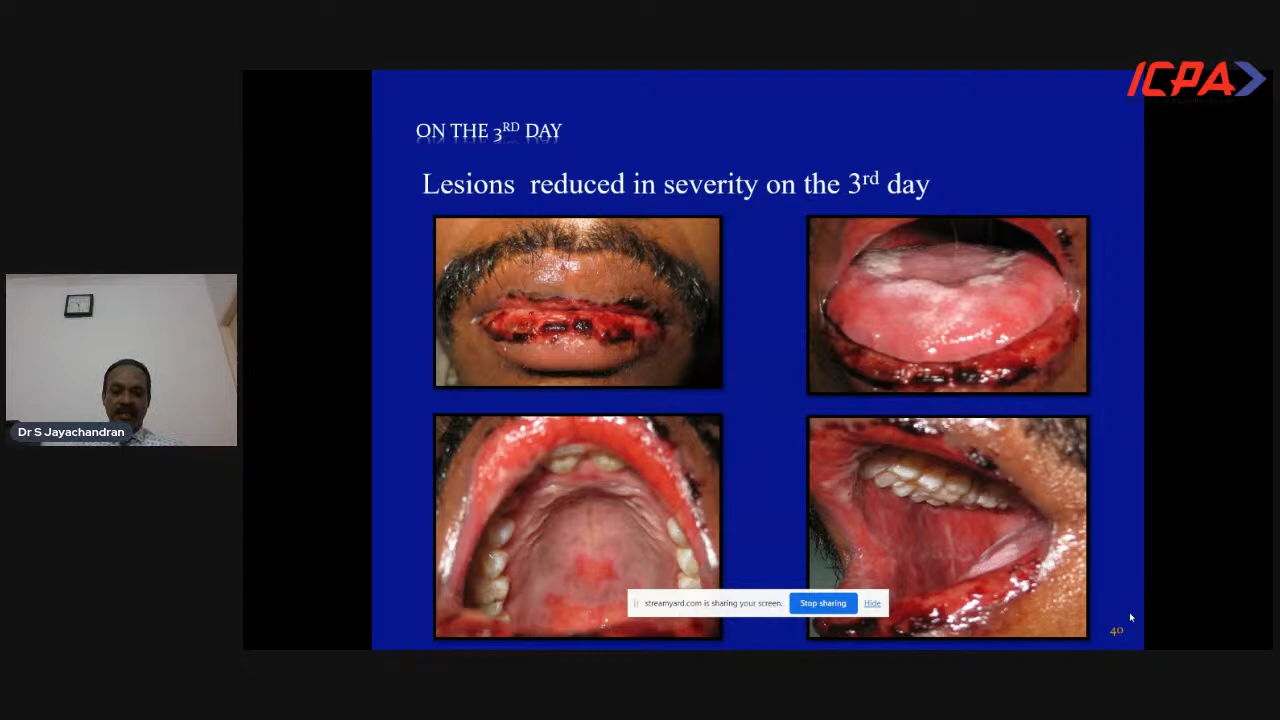 ICPA
ON THE 3RD DAY
Lesions reduced in severity on the 3rd day
Dr S Jayachandran
streamyard.com is sharing your screen.
Stop sharing
Hide
40